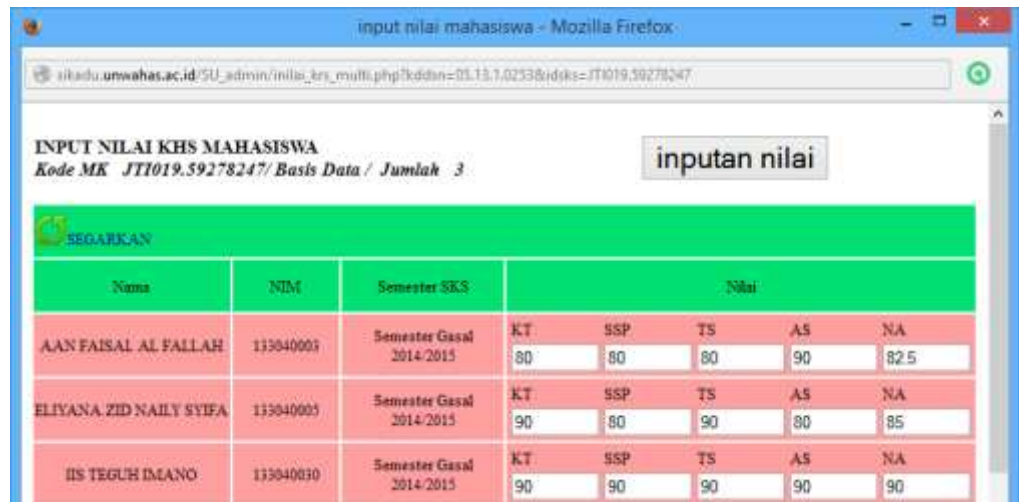 input nilai mahasiswa - Mozilla Firefox
sikadu.unwahas.ac.id/SU_admin/inilai_krs_multi.php?kddsn=05.13.1.0253&idsks=JTI019.59278247
INPUT NILAI KHS MAHASISWA
Kode MK JTI019.59278247/ Basis Data / Jumlah 3
inputan nilai
SEGARKAN
Nama NIM Semester SKS Nilai
AAN FAISAL AL FALLAH 133040003 Semester Gasal 2014/2015 KT SSP TS AS NA
80 80 80 90 82.5
ELIYANA ZID NAILY SYIFA 133040005 Semester Gasal 2014/2015 KT SSP TS AS NA
90 80 90 80 85
IIS TEGUH IMANO 133040030 Semester Gasal 2014/2015 KT SSP TS AS NA
90 90 90 90 90